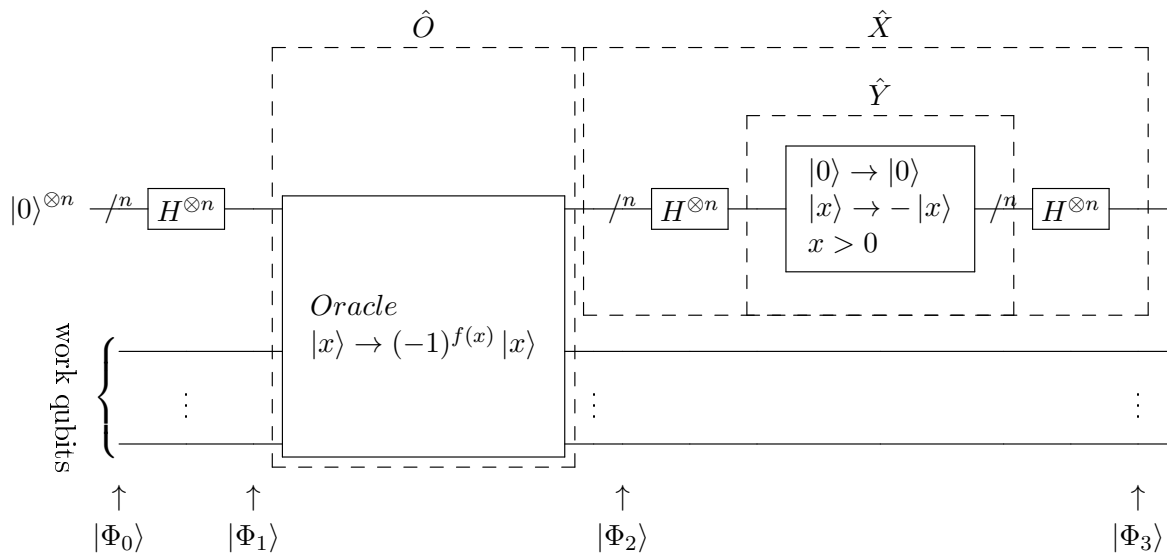 Ô
X̂
Ŷ
|0⟩^{⊗n}
/^n
H^{⊗n}
/^n
H^{⊗n}
|0⟩ → |0⟩
|x⟩ → − |x⟩
x > 0
/^n
H^{⊗n}
Oracle
|x⟩ → (−1)^{f(x)} |x⟩
work qubits
|Φ₀⟩
|Φ₁⟩
|Φ₂⟩
|Φ₃⟩